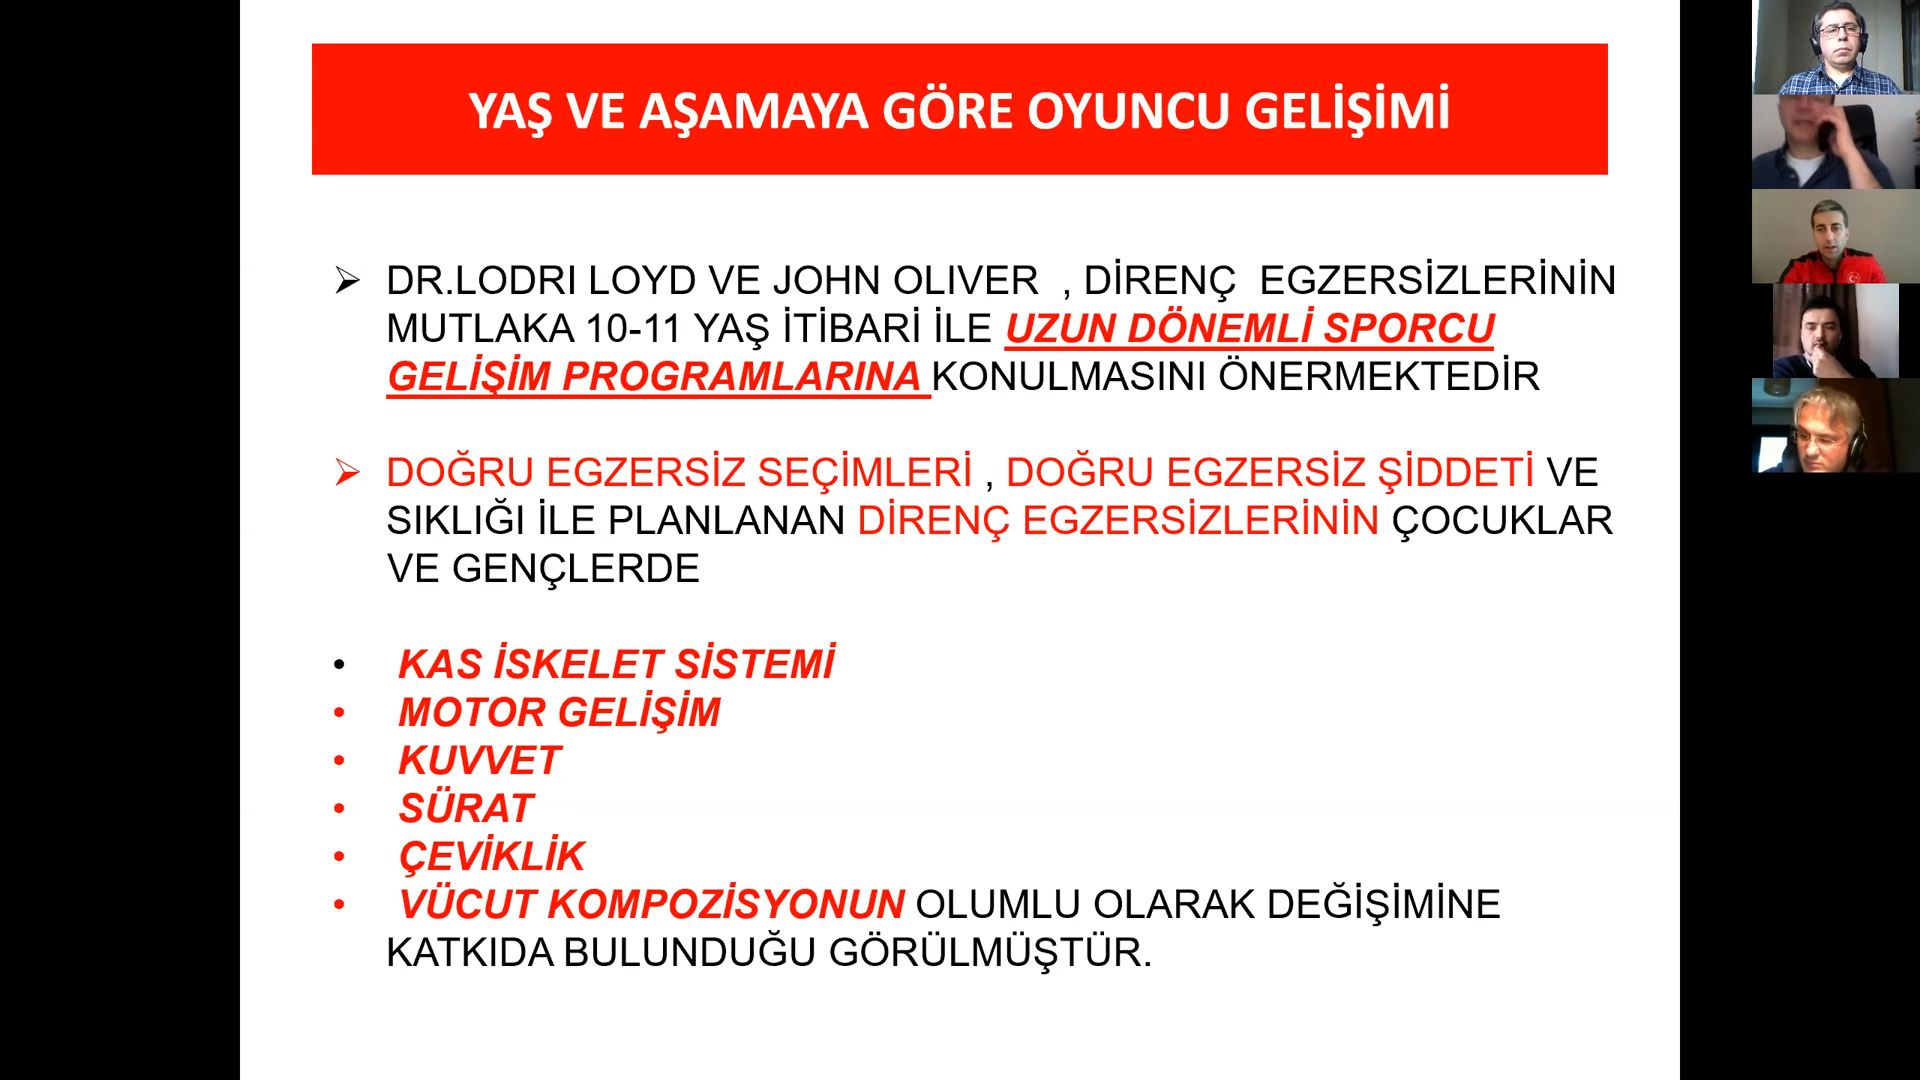 YAŞ VE AŞAMAYA GÖRE OYUNCU GELİŞİMİ
➢ DR.LODRI LOYD VE JOHN OLIVER , DİRENÇ EGZERSİZLERİNİN
MUTLAKA 10-11 YAŞ İTİBARİ İLE UZUN DÖNEMLİ SPORCU
GELİŞİM PROGRAMLARINA KONULMASINI ÖNERMEKTEDİR
➢ DOĞRU EGZERSİZ SEÇİMLERİ , DOĞRU EGZERSİZ ŞİDDETİ VE
SIKLIĞI İLE PLANLANAN DİRENÇ EGZERSİZLERİNİN ÇOCUKLAR
VE GENÇLERDE
• KAS İSKELET SİSTEMİ
• MOTOR GELİŞİM
• KUVVET
• SÜRAT
• ÇEVİKLİK
• VÜCUT KOMPOZİSYONUN OLUMLU OLARAK DEĞİŞİMİNE
KATKIDA BULUNDUĞU GÖRÜLMÜŞTÜR.